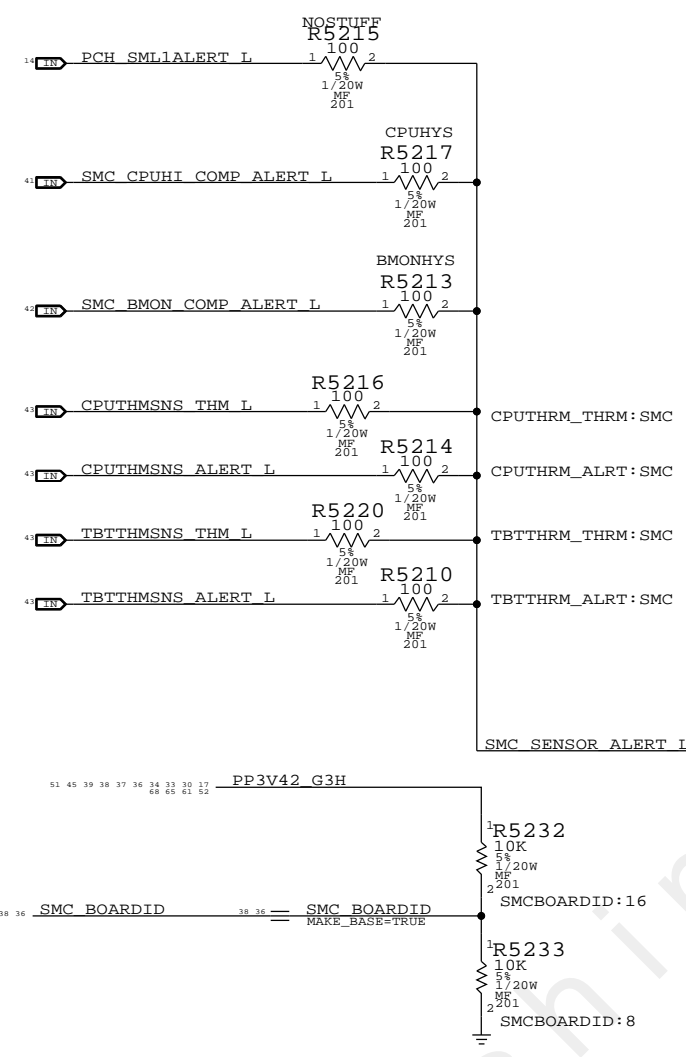 NOSTUFF
R5215
100
14 IN PCH_SML1ALERT_L 1 2
5%
1/20W
MF
201
CPUHYS
R5217
100
41 IN SMC_CPUHI_COMP_ALERT_L 1 2
5%
1/20W
MF
201
BMONHYS
R5213
100
42 IN SMC_BMON_COMP_ALERT_L 1 2
5%
1/20W
MF
201
R5216
100
43 IN CPUTHMSNS_THM_L 1 2 CPUTHRM_THRM:SMC
5%
1/20W
MF
201
R5214
100
43 IN CPUTHMSNS_ALERT_L 1 2 CPUTHRM_ALRT:SMC
5%
1/20W
MF
201
R5220
100
43 IN TBTTHMSNS_THM_L 1 2 TBTTHRM_THRM:SMC
5%
1/20W
MF
201
R5210
100
43 IN TBTTHMSNS_ALERT_L 1 2 TBTTHRM_ALRT:SMC
5%
1/20W
MF
201
SMC_SENSOR_ALERT_L
51 45 39 38 37 36 34 33 30 17 PP3V42_G3H
68 65 61 52
1 R5232
10K
5%
1/20W
MF
2 201
SMCBOARDID:16
38 36 SMC_BOARDID 38 36 SMC_BOARDID
MAKE_BASE=TRUE
1 R5233
10K
5%
1/20W
MF
2 201
SMCBOARDID:8